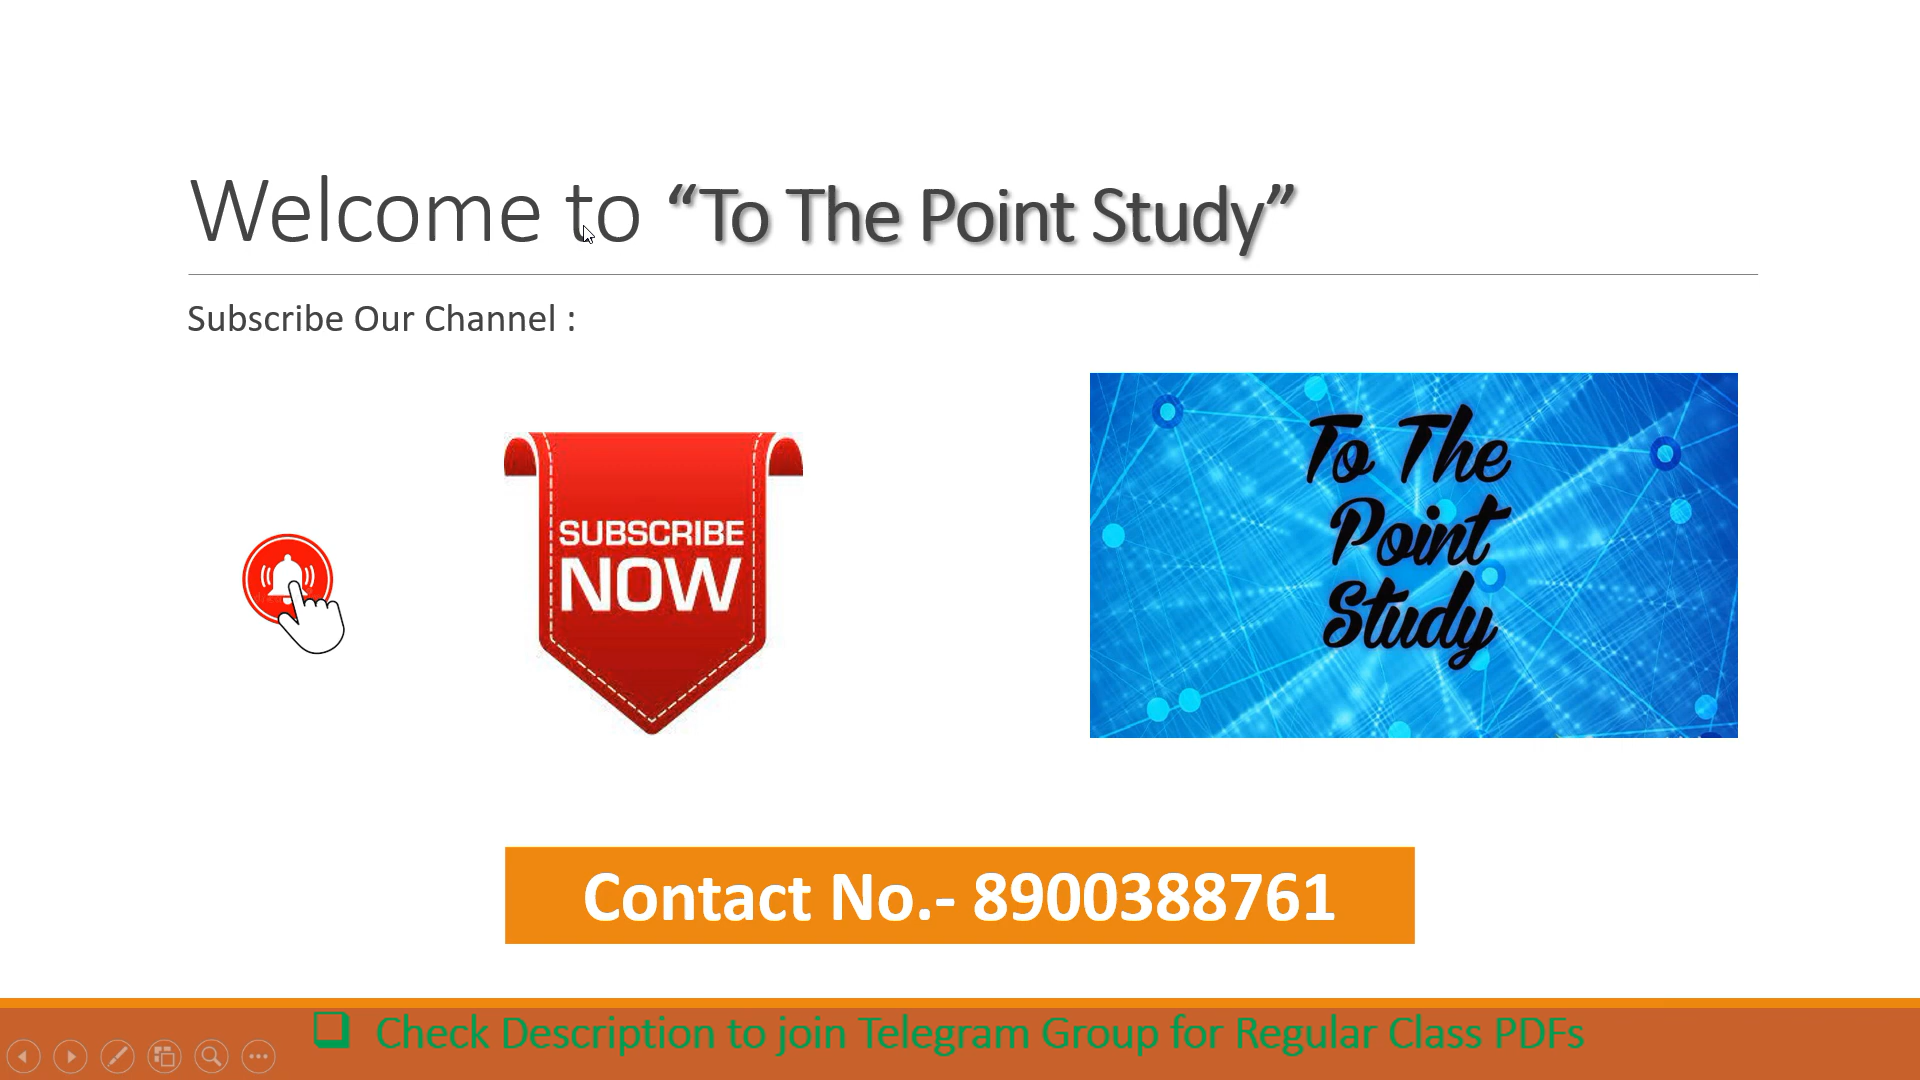 Welcome to “To The Point Study”
Subscribe Our Channel :
SUBSCRIBE
NOW
To The
Point
Study
Contact No.- 8900388761
Check Description to join Telegram Group for Regular Class PDFs